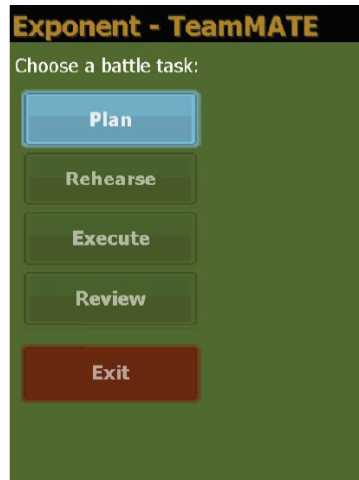 Exponent - TeamMATE
Choose a battle task:
Plan
Rehearse
Execute
Review
Exit